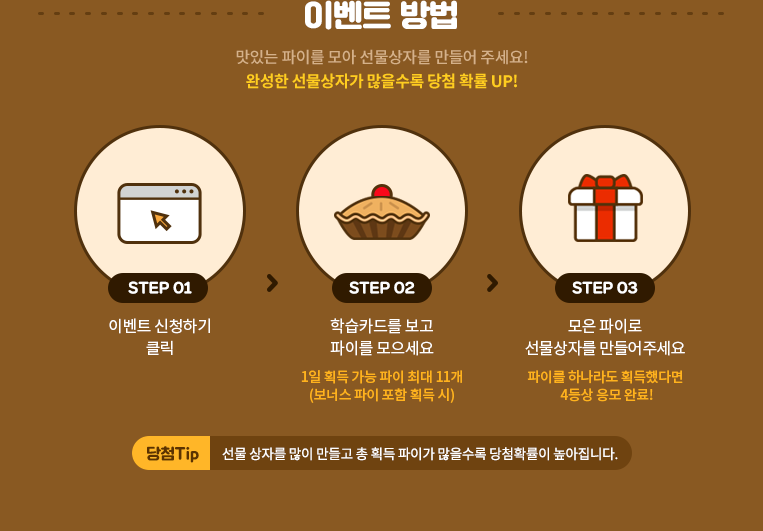 이벤트 방법
맛있는 파이를 모아 선물상자를 만들어 주세요!
완성한 선물상자가 많을수록 당첨 확률 UP!
STEP 01
이벤트 신청하기
클릭
STEP 02
학습카드를 보고
파이를 모으세요
1일 획득 가능 파이 최대 11개
(보너스 파이 포함 획득 시)
STEP 03
모은 파이로
선물상자를 만들어주세요
파이를 하나라도 획득했다면
4등상 응모 완료!
당첨Tip 선물 상자를 많이 만들고 총 획득 파이가 많을수록 당첨확률이 높아집니다.